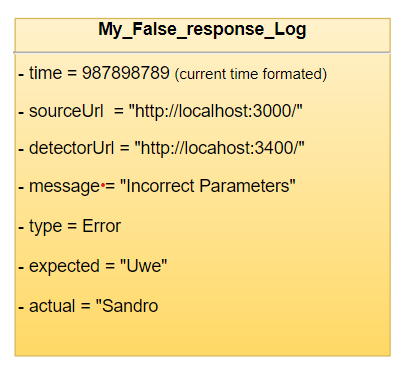 My_False_response_Log
- time = 987898789 (current time formated)
- sourceUrl = "http://localhost:3000/"
- detectorUrl = "http://locahost:3400/"
- message•= "Incorrect Parameters"
- type = Error
- expected = "Uwe"
- actual = "Sandro